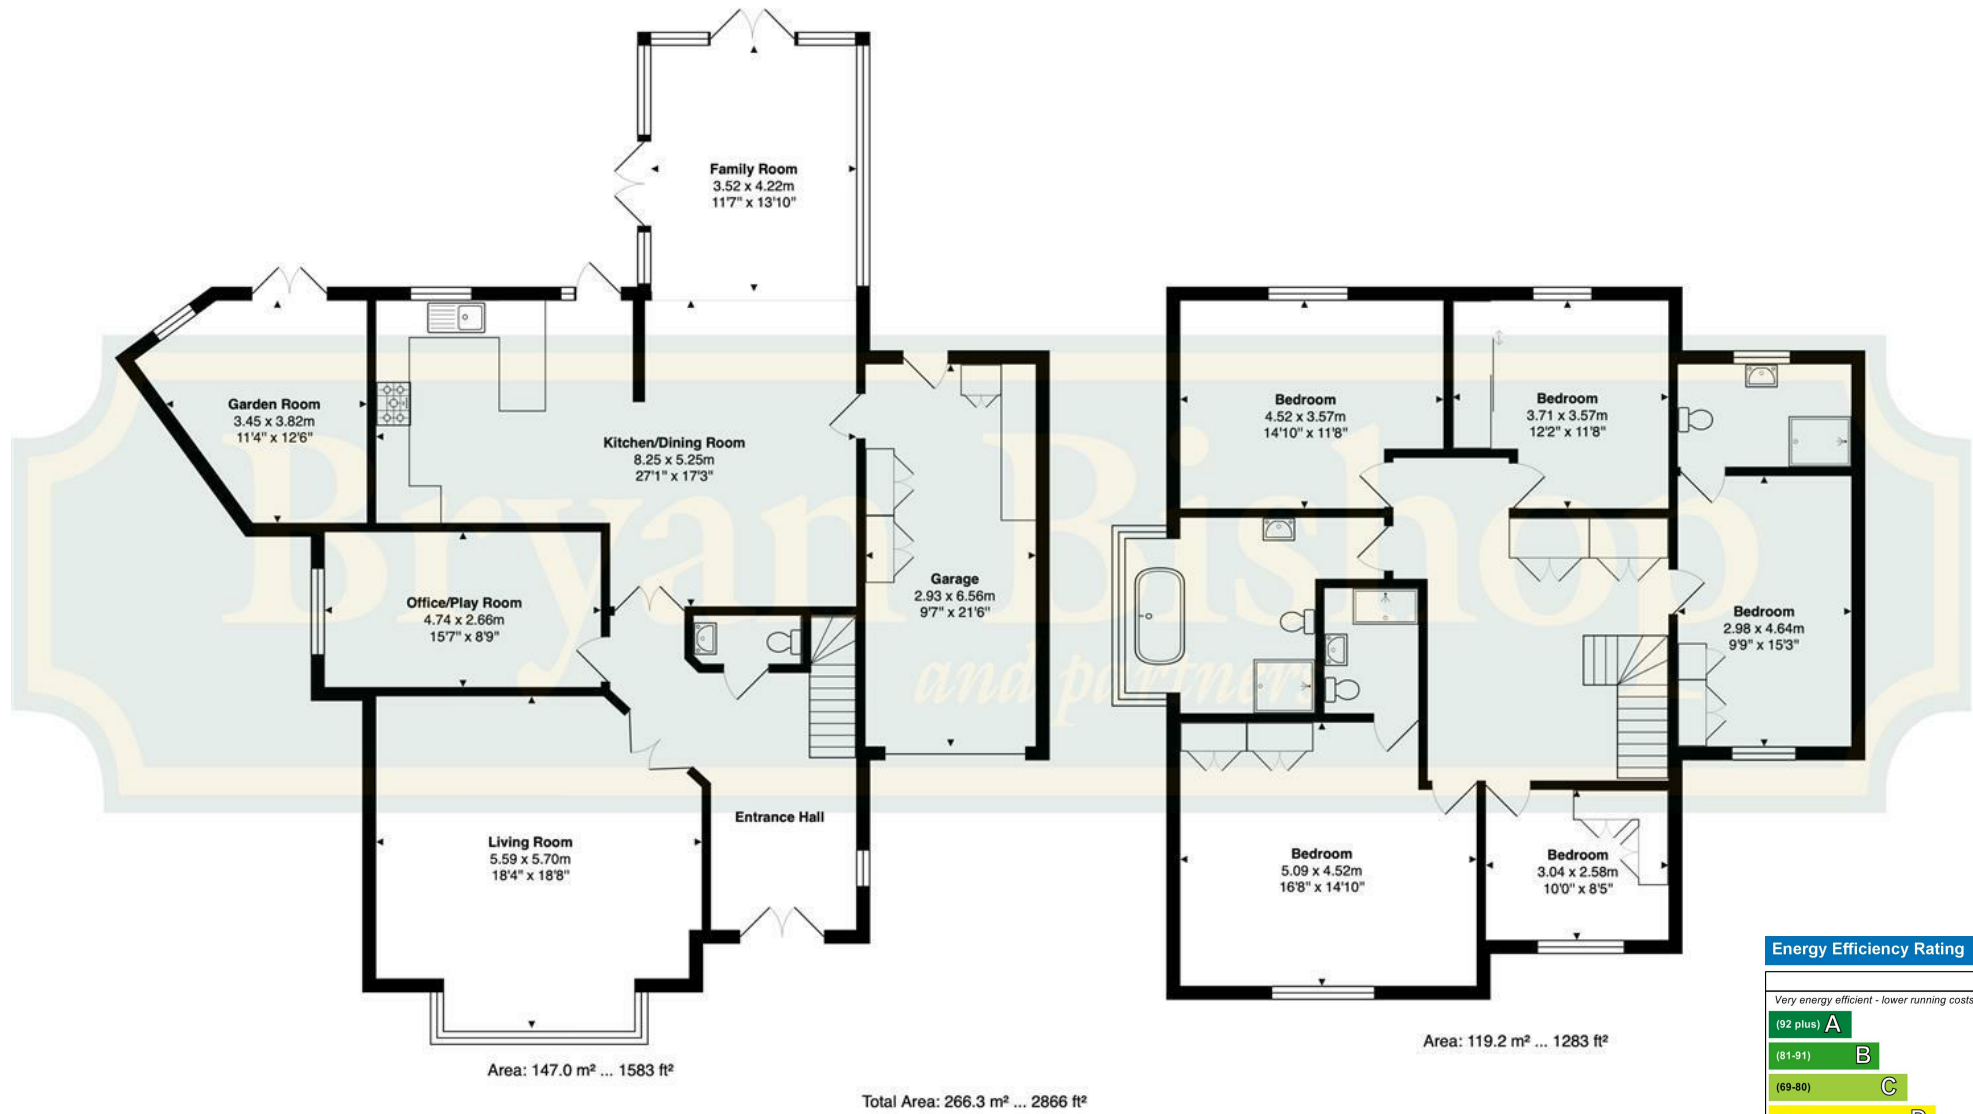 Family Room
3.52 x 4.22m
11'7" x 13'10"
Garden Room
3.45 x 3.82m
11'4" x 12'6"
Kitchen/Dining Room
8.25 x 5.25m
27'1" x 17'3"
Office/Play Room
4.74 x 2.66m
15'7" x 8'9"
Garage
2.93 x 6.56m
9'7" x 21'6"
Living Room
5.59 x 5.70m
18'4" x 18'8"
Entrance Hall
Area: 147.0 m² ... 1583 ft²
Bedroom
4.52 x 3.57m
14'10" x 11'8"
Bedroom
3.71 x 3.57m
12'2" x 11'8"
Bedroom
2.98 x 4.64m
9'9" x 15'3"
Bedroom
5.09 x 4.52m
16'8" x 14'10"
Bedroom
3.04 x 2.58m
10'0" x 8'5"
Area: 119.2 m² ... 1283 ft²
Total Area: 266.3 m² ... 2866 ft²
Bryan Bishop
and partners
Energy Efficiency Rating
Very energy efficient - lower running costs
(92 plus) A
(81-91) B
(69-80) C